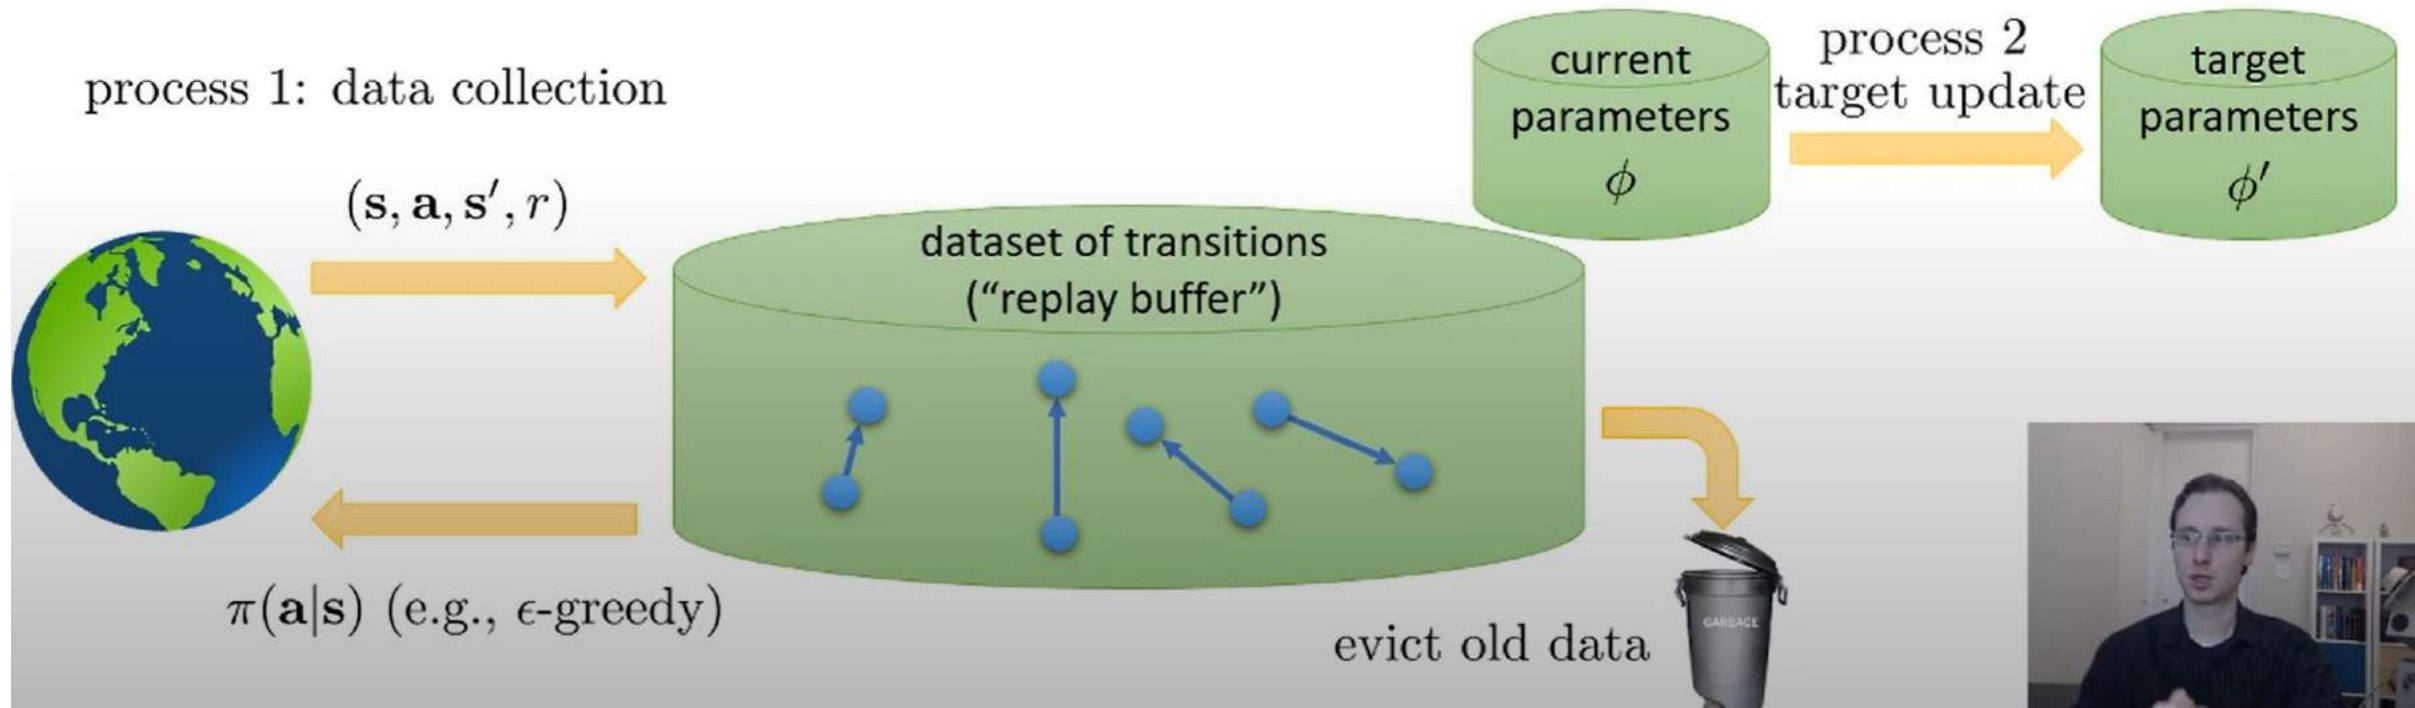 process 1: data collection
(s, a, s′, r)
π(a|s) (e.g., ϵ-greedy)
dataset of transitions
(“replay buffer”)
current
parameters
ϕ
process 2
target update
target
parameters
ϕ′
evict old data
GARBAGE